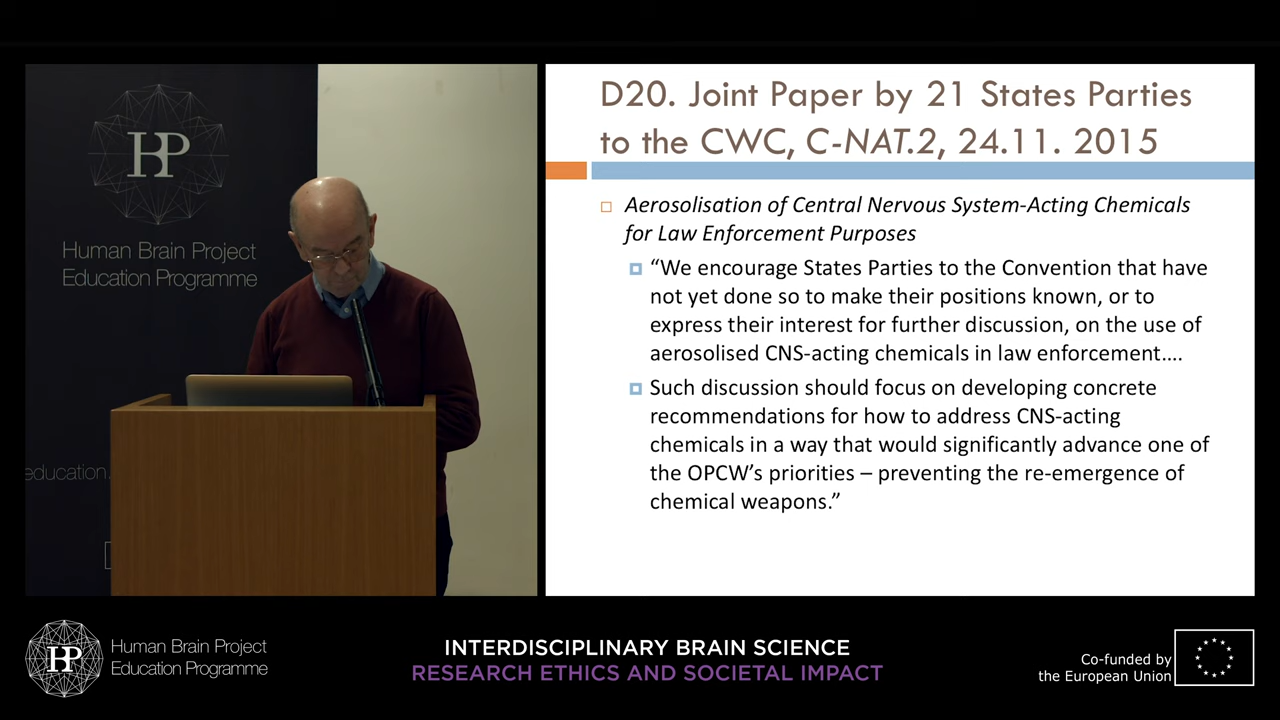 HP
Human Brain Project
Education Programme
education.
D20. Joint Paper by 21 States Parties
to the CWC, C-NAT.2, 24.11. 2015
Aerosolisation of Central Nervous System-Acting Chemicals
for Law Enforcement Purposes
“We encourage States Parties to the Convention that have
not yet done so to make their positions known, or to
express their interest for further discussion, on the use of
aerosolised CNS-acting chemicals in law enforcement....
Such discussion should focus on developing concrete
recommendations for how to address CNS-acting
chemicals in a way that would significantly advance one of
the OPCW’s priorities – preventing the re-emergence of
chemical weapons.”
HP
Human Brain Project
Education Programme
INTERDISCIPLINARY BRAIN SCIENCE
RESEARCH ETHICS AND SOCIETAL IMPACT
Co-funded by
the European Union